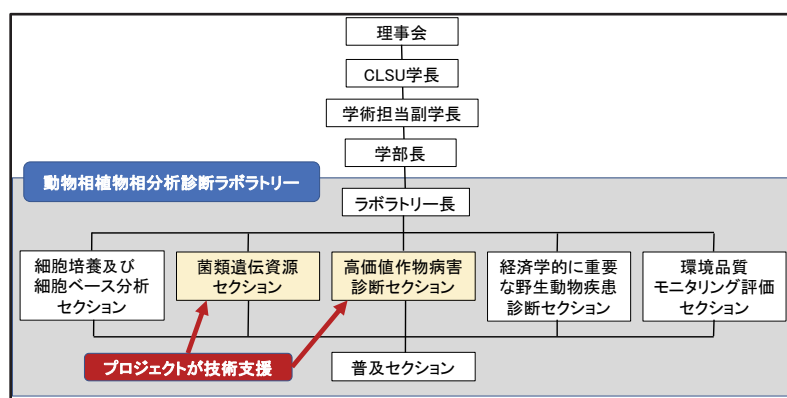 理事会
CLSU学長
学術担当副学長
学部長
動物相植物相分析診断ラボラトリー
ラボラトリー長
細胞培養及び
細胞ベース分析
セクション
菌類遺伝資源
セクション
高価値作物病害
診断セクション
経済学的に重要
な野生動物疾患
診断セクション
環境品質
モニタリング評価
セクション
プロジェクトが技術支援
普及セクション